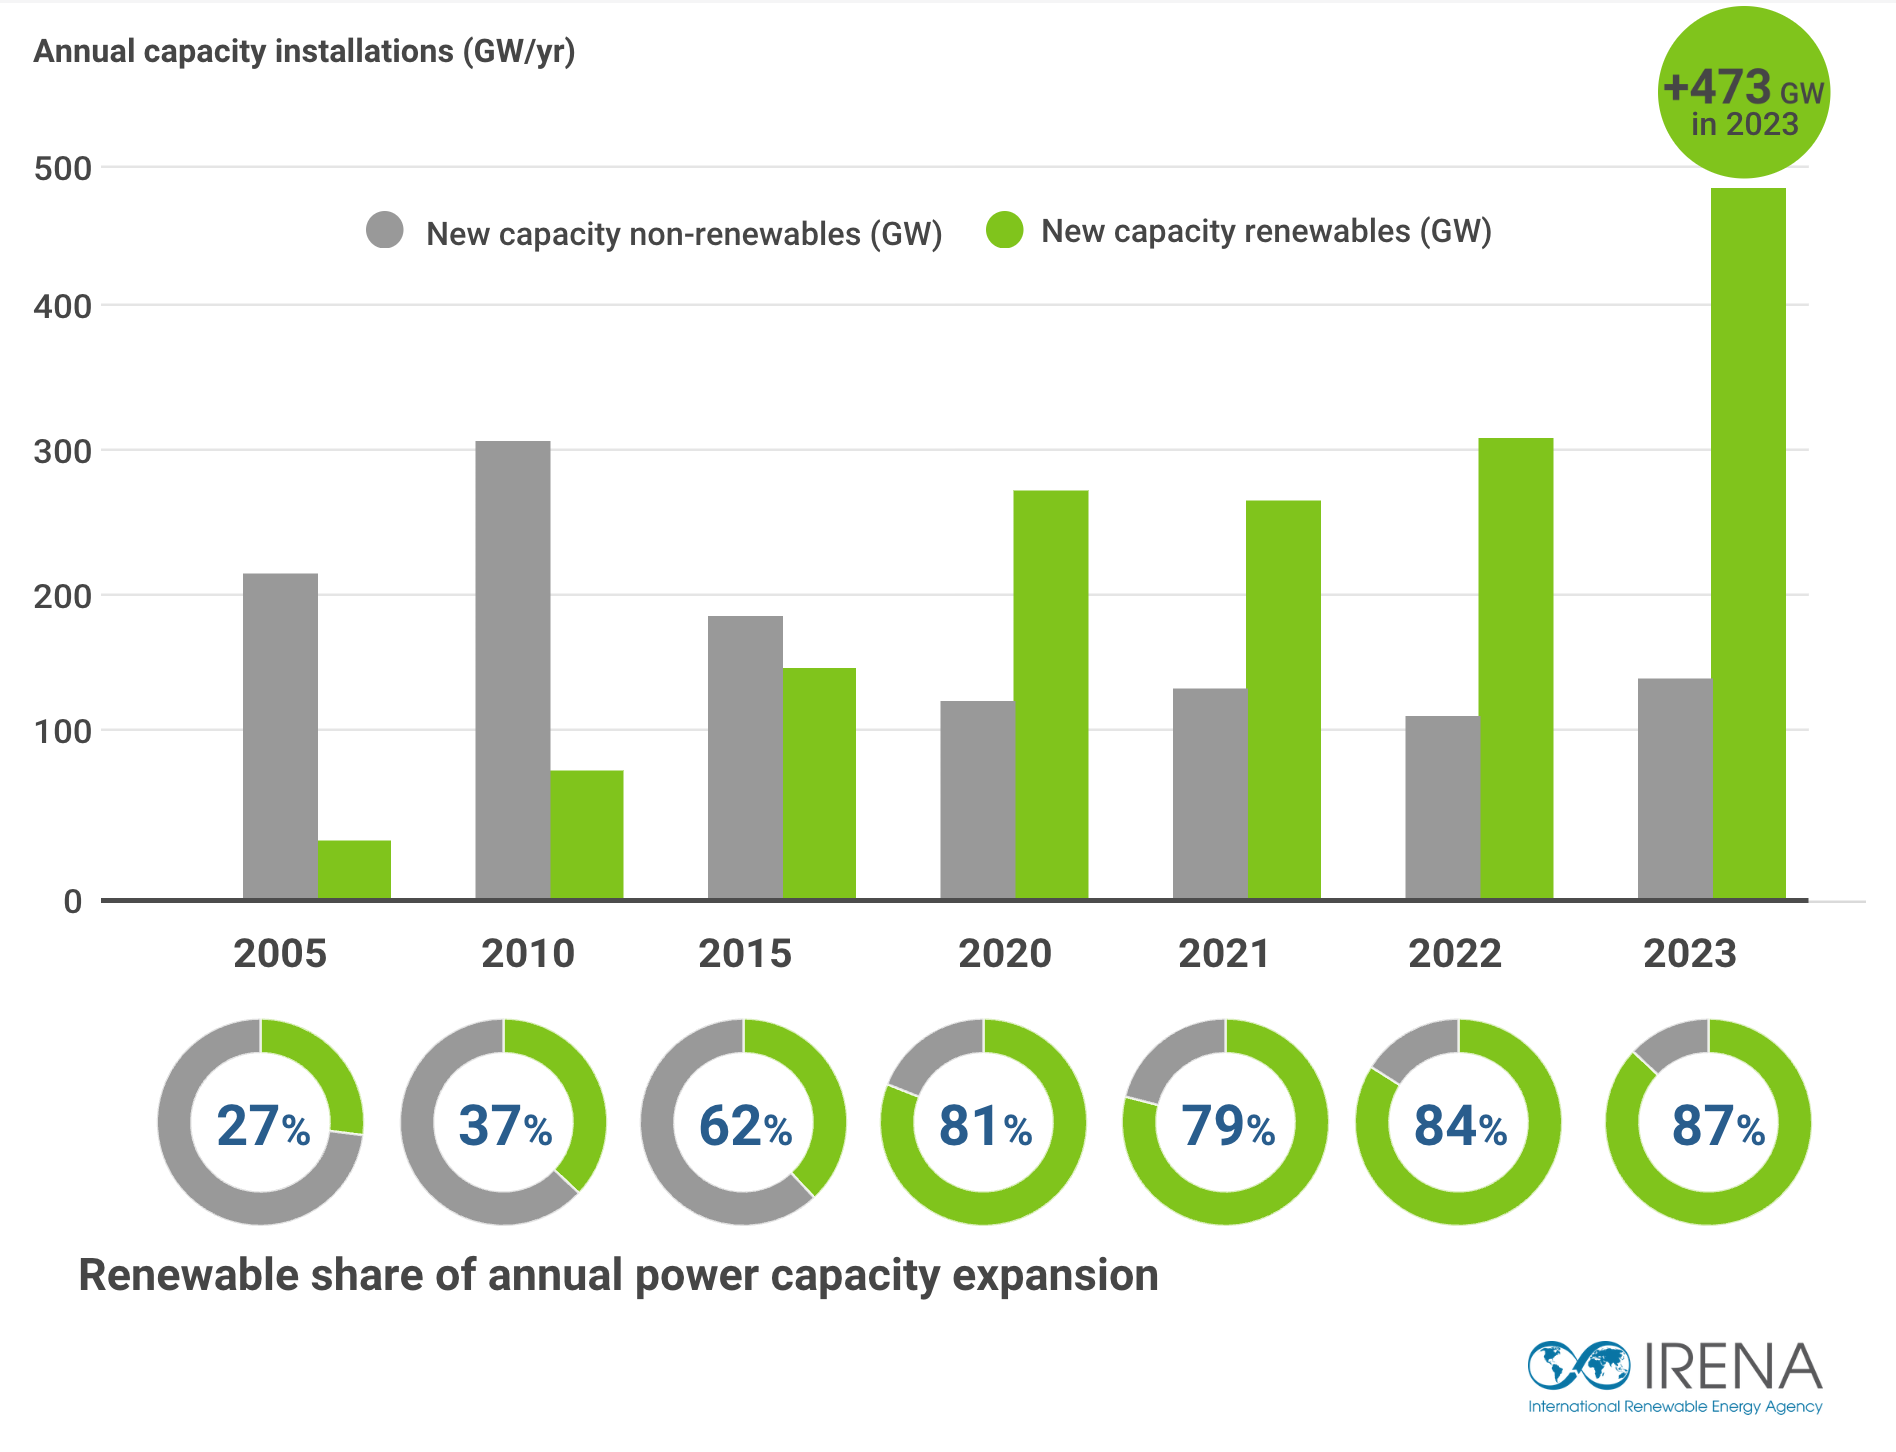 Annual capacity installations (GW/yr)
+473 GW
in 2023
500
New capacity non-renewables (GW)
New capacity renewables (GW)
400
300
200
100
0
2005 2010 2015 2020 2021 2022 2023
27% 37% 62% 81% 79% 84% 87%
Renewable share of annual power capacity expansion
IRENA
International Renewable Energy Agency